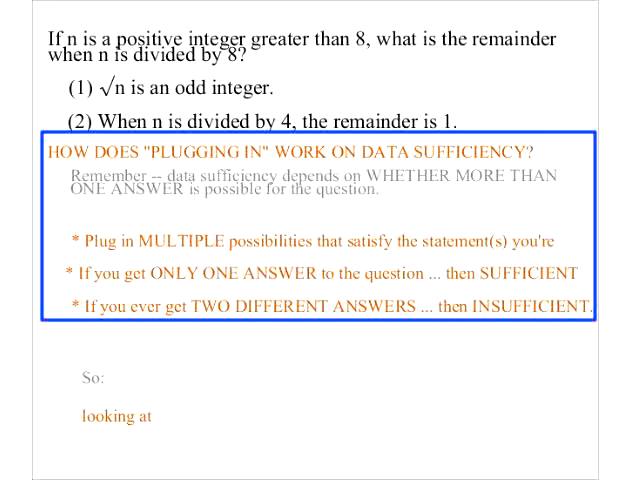 If n is a positive integer greater than 8, what is the remainder
when n is divided by 8?
(1) √n is an odd integer.
(2) When n is divided by 4, the remainder is 1.
HOW DOES "PLUGGING IN" WORK ON DATA SUFFICIENCY?
Remember -- data sufficiency depends on WHETHER MORE THAN
ONE ANSWER is possible for the question.
* Plug in MULTIPLE possibilities that satisfy the statement(s) you're
* If you get ONLY ONE ANSWER to the question ... then SUFFICIENT
* If you ever get TWO DIFFERENT ANSWERS ... then INSUFFICIENT.
So:
looking at